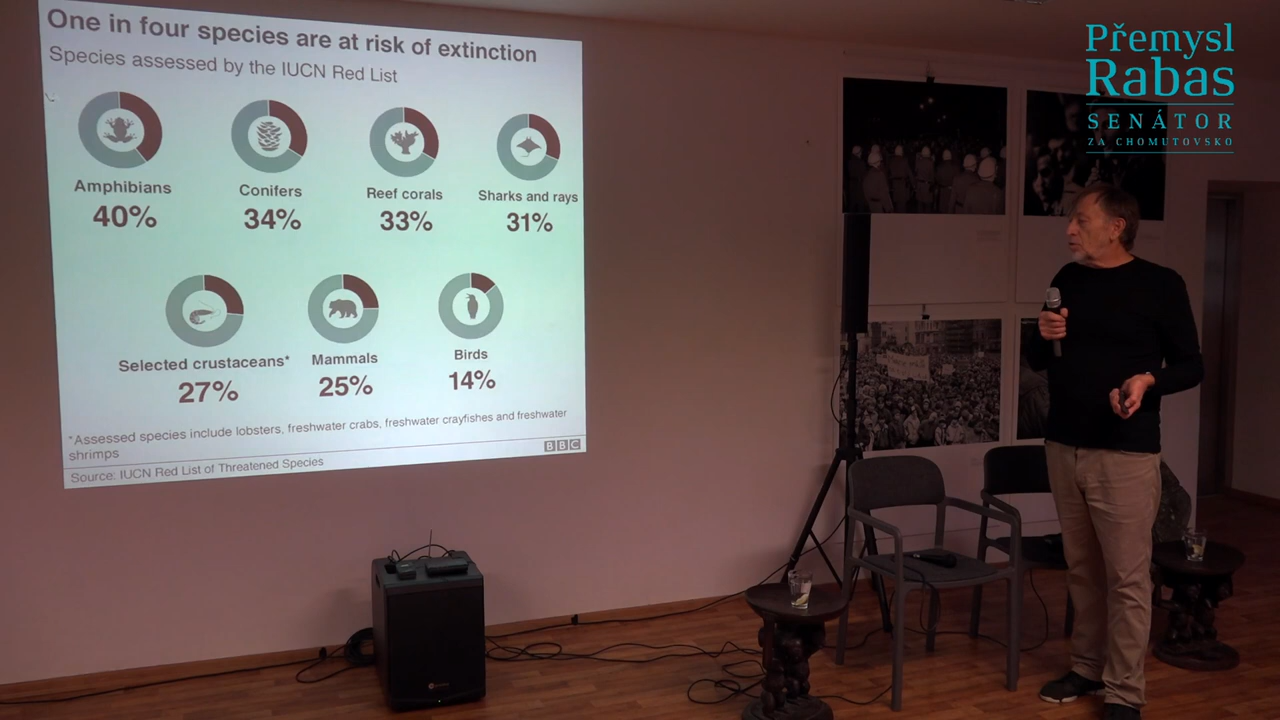 One in four species are at risk of extinction
Species assessed by the IUCN Red List
Amphibians
40%
Conifers
34%
Reef corals
33%
Sharks and rays
31%
Selected crustaceans*
27%
Mammals
25%
Birds
14%
*Assessed species include lobsters, freshwater crabs, freshwater crayfishes and freshwater
shrimps
BBC
Source: IUCN Red List of Threatened Species
Přemysl
Rabas
SENÁTOR
ZA CHOMUTOVSKO